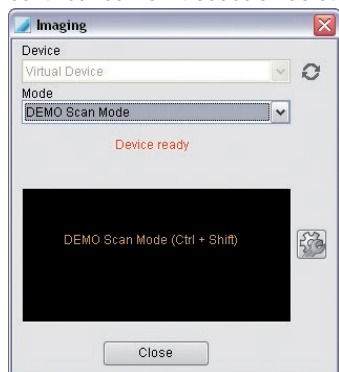 Imaging
Device
Virtual Device
Mode
DEMO Scan Mode
Device ready
DEMO Scan Mode (Ctrl + Shift)
Close